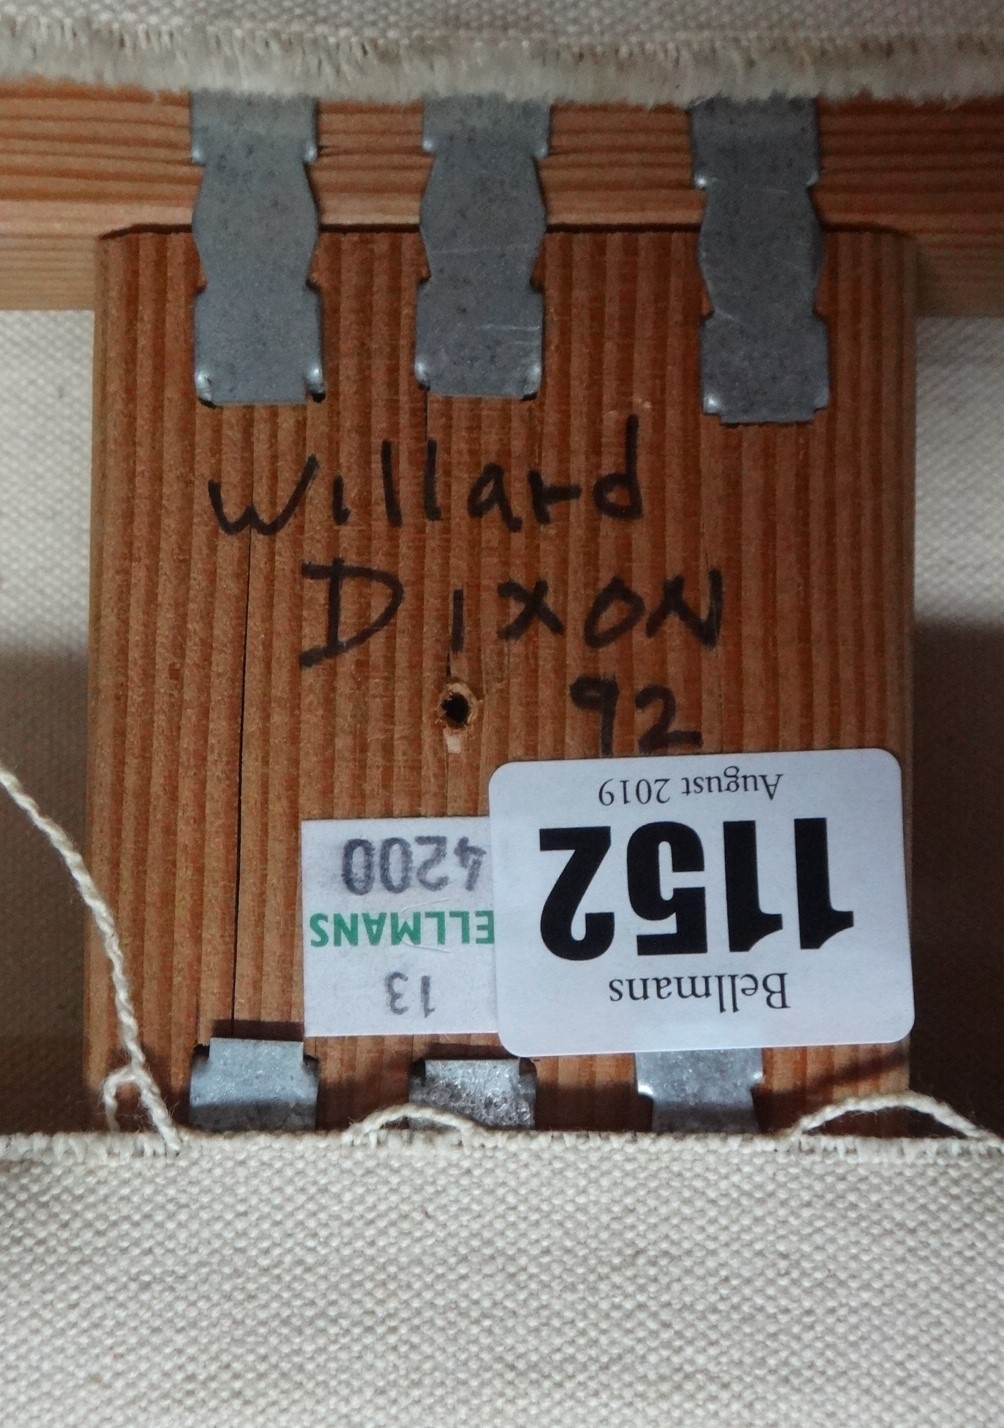 Willard
DixoN
92
Bellmans
1152
August 2019
13
ELLMANS
4200